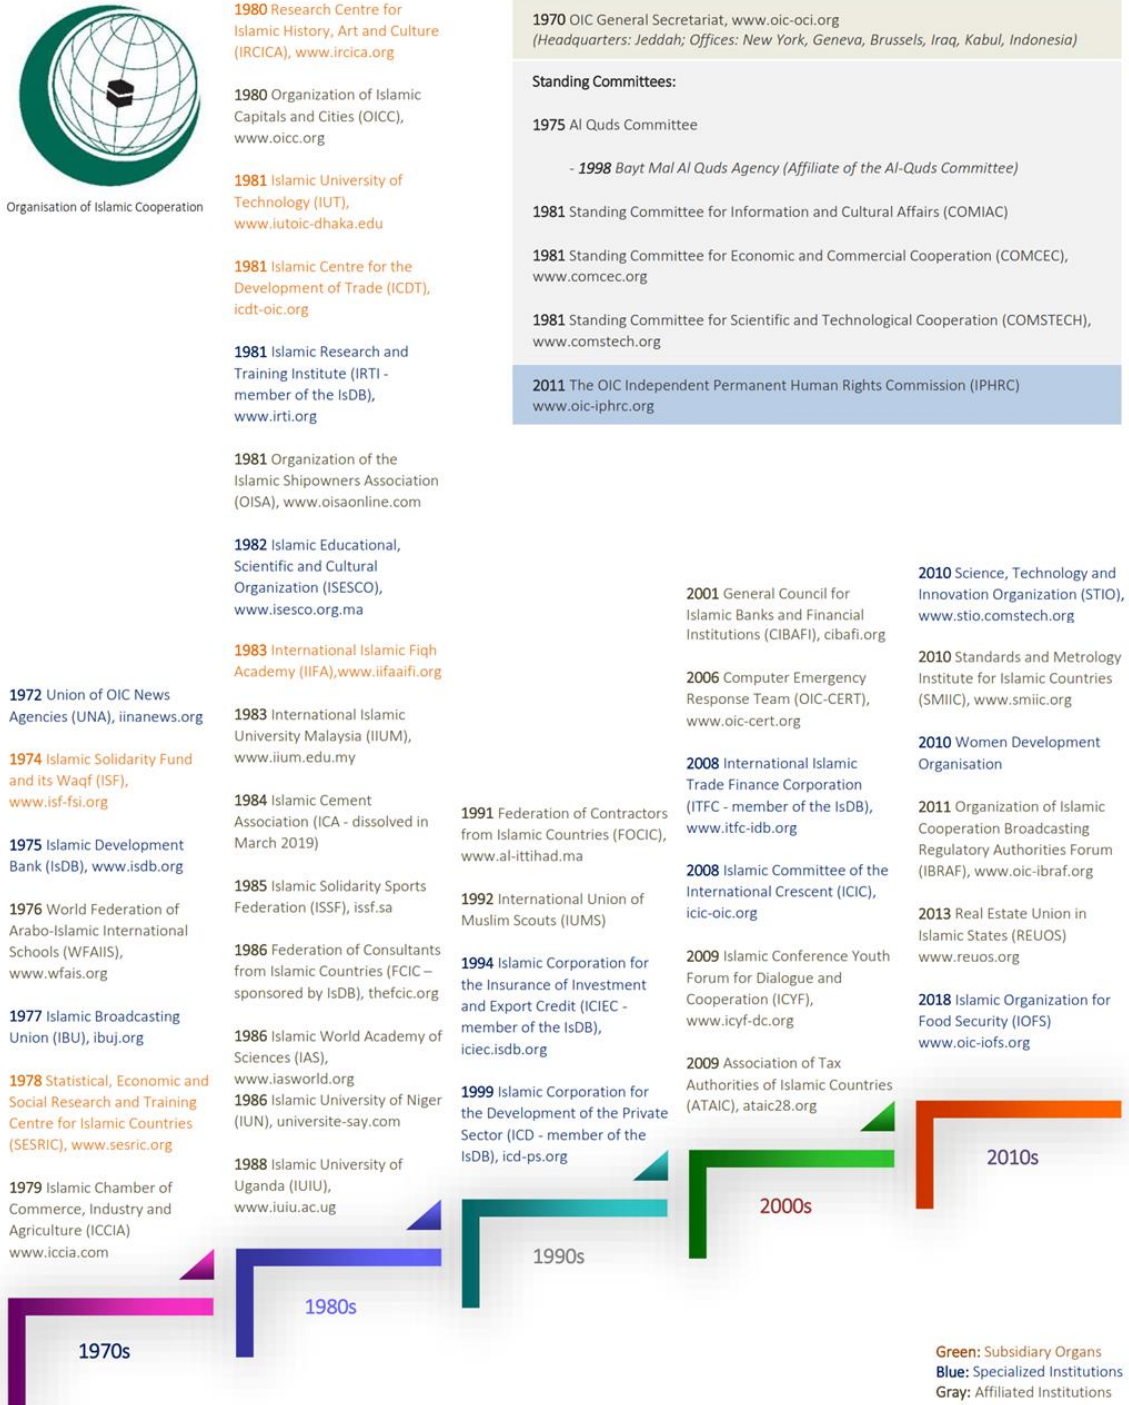 Organisation of Islamic Cooperation
1970 OIC General Secretariat, www.oic-oci.org
(Headquarters: Jeddah; Offices: New York, Geneva, Brussels, Iraq, Kabul, Indonesia)
Standing Committees:
1975 Al Quds Committee
- 1998 Bayt Mal Al Quds Agency (Affiliate of the Al-Quds Committee)
1981 Standing Committee for Information and Cultural Affairs (COMIAC)
1981 Standing Committee for Economic and Commercial Cooperation (COMCEC),
www.comcec.org
1981 Standing Committee for Scientific and Technological Cooperation (COMSTECH),
www.comstech.org
2011 The OIC Independent Permanent Human Rights Commission (IPHRC)
www.oic-iphrc.org
1972 Union of OIC News
Agencies (UNA), iinanews.org
1974 Islamic Solidarity Fund
and its Waqf (ISF),
www.isf-fsi.org
1975 Islamic Development
Bank (IsDB), www.isdb.org
1976 World Federation of
Arabo-Islamic International
Schools (WFAIIS),
www.wfais.org
1977 Islamic Broadcasting
Union (IBU), ibuj.org
1978 Statistical, Economic and
Social Research and Training
Centre for Islamic Countries
(SESRIC), www.sesric.org
1979 Islamic Chamber of
Commerce, Industry and
Agriculture (ICCIA)
www.iccia.com
1970s
1980 Research Centre for
Islamic History, Art and Culture
(IRCICA), www.ircica.org
1980 Organization of Islamic
Capitals and Cities (OICC),
www.oicc.org
1981 Islamic University of
Technology (IUT),
www.iutoic-dhaka.edu
1981 Islamic Centre for the
Development of Trade (ICDT),
icdt-oic.org
1981 Islamic Research and
Training Institute (IRTI -
member of the IsDB),
www.irti.org
1981 Organization of the
Islamic Shipowners Association
(OISA), www.oisaonline.com
1982 Islamic Educational,
Scientific and Cultural
Organization (ISESCO),
www.isesco.org.ma
1983 International Islamic Fiqh
Academy (IIFA),www.iifaaifi.org
1983 International Islamic
University Malaysia (IIUM),
www.iium.edu.my
1984 Islamic Cement
Association (ICA - dissolved in
March 2019)
1985 Islamic Solidarity Sports
Federation (ISSF), issf.sa
1986 Federation of Consultants
from Islamic Countries (FCIC –
sponsored by IsDB), thefcic.org
1986 Islamic World Academy of
Sciences (IAS),
www.iasworld.org
1986 Islamic University of Niger
(IUN), universite-say.com
1988 Islamic University of
Uganda (IUIU),
www.iuiu.ac.ug
1980s
1991 Federation of Contractors
from Islamic Countries (FOCIC),
www.al-ittihad.ma
1992 International Union of
Muslim Scouts (IUMS)
1994 Islamic Corporation for
the Insurance of Investment
and Export Credit (ICIEC -
member of the IsDB),
iciec.isdb.org
1999 Islamic Corporation for
the Development of the Private
Sector (ICD - member of the
IsDB), icd-ps.org
1990s
2001 General Council for
Islamic Banks and Financial
Institutions (CIBAFI), cibafi.org
2006 Computer Emergency
Response Team (OIC-CERT),
www.oic-cert.org
2008 International Islamic
Trade Finance Corporation
(ITFC - member of the IsDB),
www.itfc-idb.org
2008 Islamic Committee of the
International Crescent (ICIC),
icic-oic.org
2009 Islamic Conference Youth
Forum for Dialogue and
Cooperation (ICYF),
www.icyf-dc.org
2009 Association of Tax
Authorities of Islamic Countries
(ATAIC), ataic28.org
2000s
2010 Science, Technology and
Innovation Organization (STIO),
www.stio.comstech.org
2010 Standards and Metrology
Institute for Islamic Countries
(SMIIC), www.smiic.org
2010 Women Development
Organisation
2011 Organization of Islamic
Cooperation Broadcasting
Regulatory Authorities Forum
(IBRAF), www.oic-ibraf.org
2013 Real Estate Union in
Islamic States (REUOS)
www.reuos.org
2018 Islamic Organization for
Food Security (IOFS)
www.oic-iofs.org
2010s
Green: Subsidiary Organs
Blue: Specialized Institutions
Gray: Affiliated Institutions